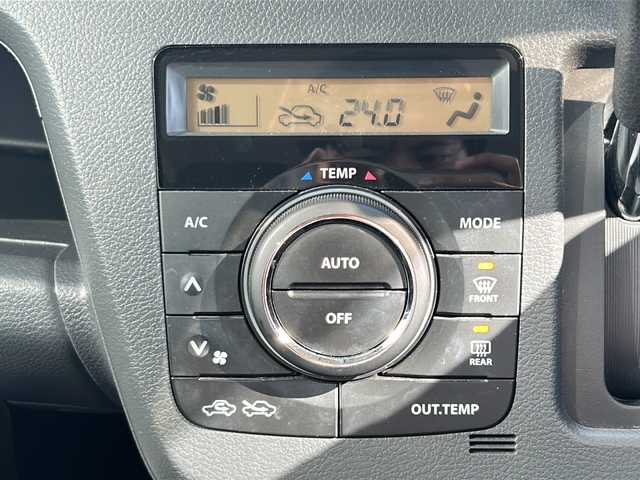 A/C
24.0
TEMP
A/C
MODE
AUTO
OFF
FRONT
REAR
OUT.TEMP